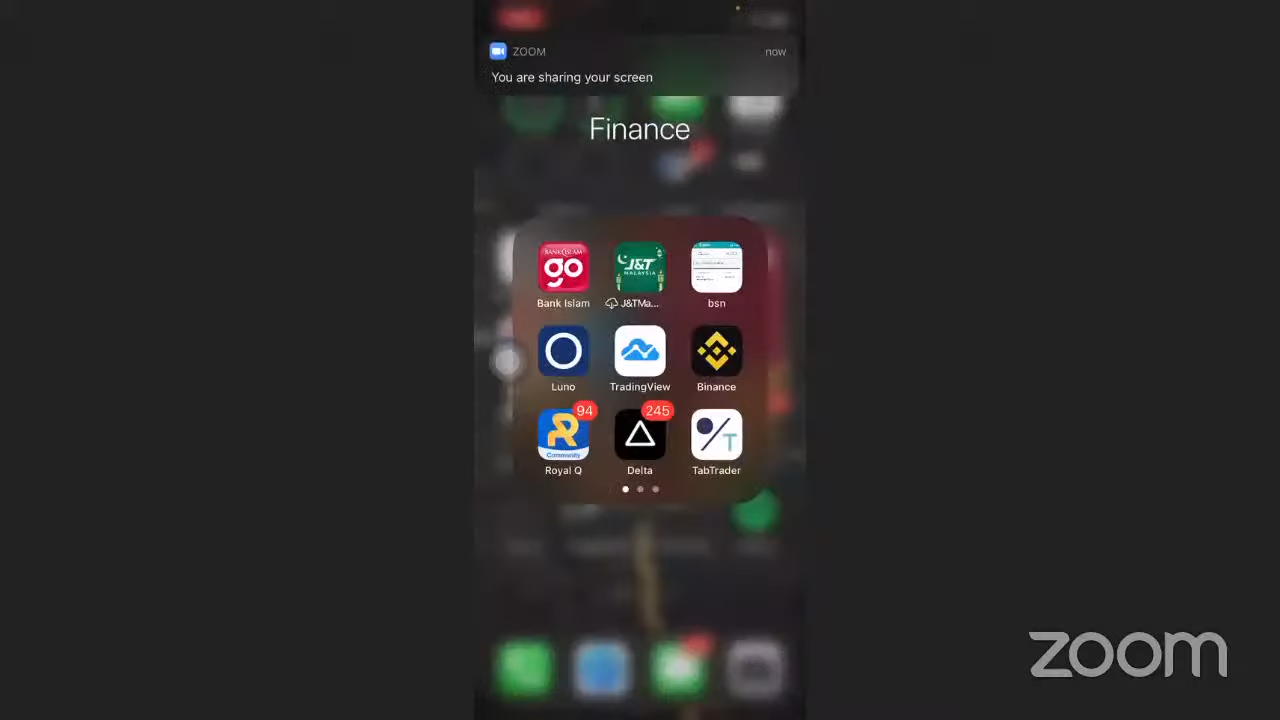 ZOOM now
You are sharing your screen
Finance
BANK ISLAM
go
J&T
MALAYSIA
Bank Islam J&TMa... bsn
Luno TradingView Binance
94 245
R T
Community
Royal Q Delta TabTrader
zoom